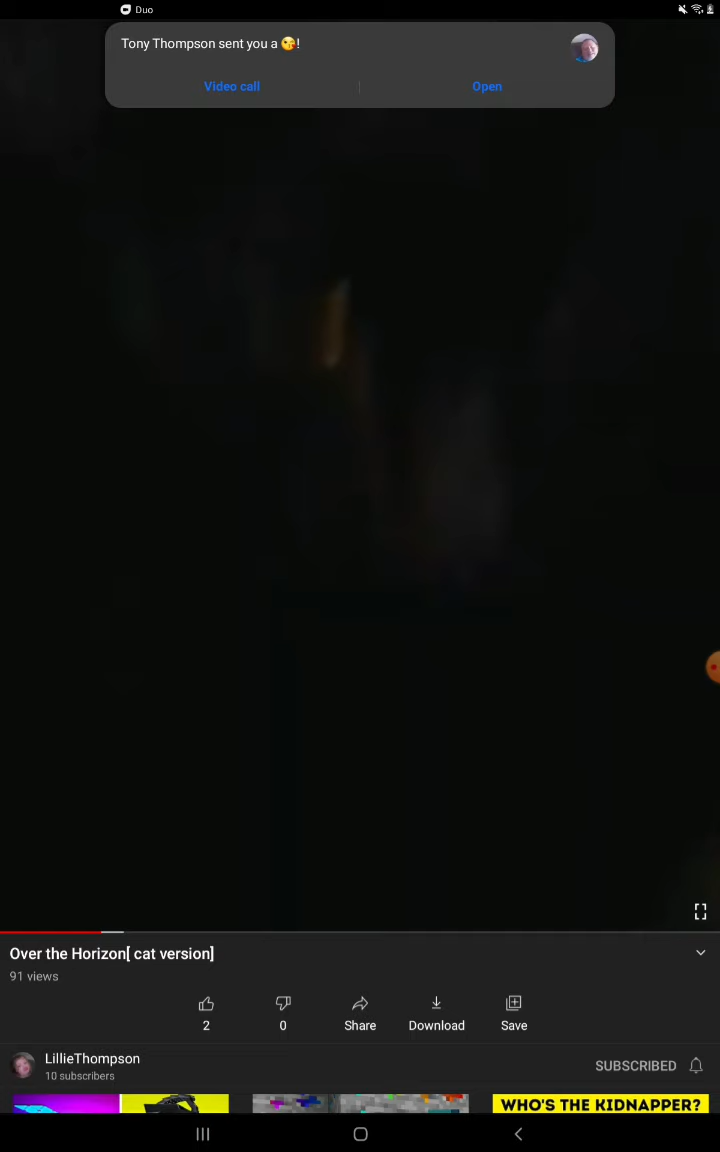 Duo
Tony Thompson sent you a 😘!
Video call | Open
Over the Horizon[ cat version]
91 views
2 0 Share Download Save
LillieThompson
10 subscribers
SUBSCRIBED
WHO'S THE KIDNAPPER?